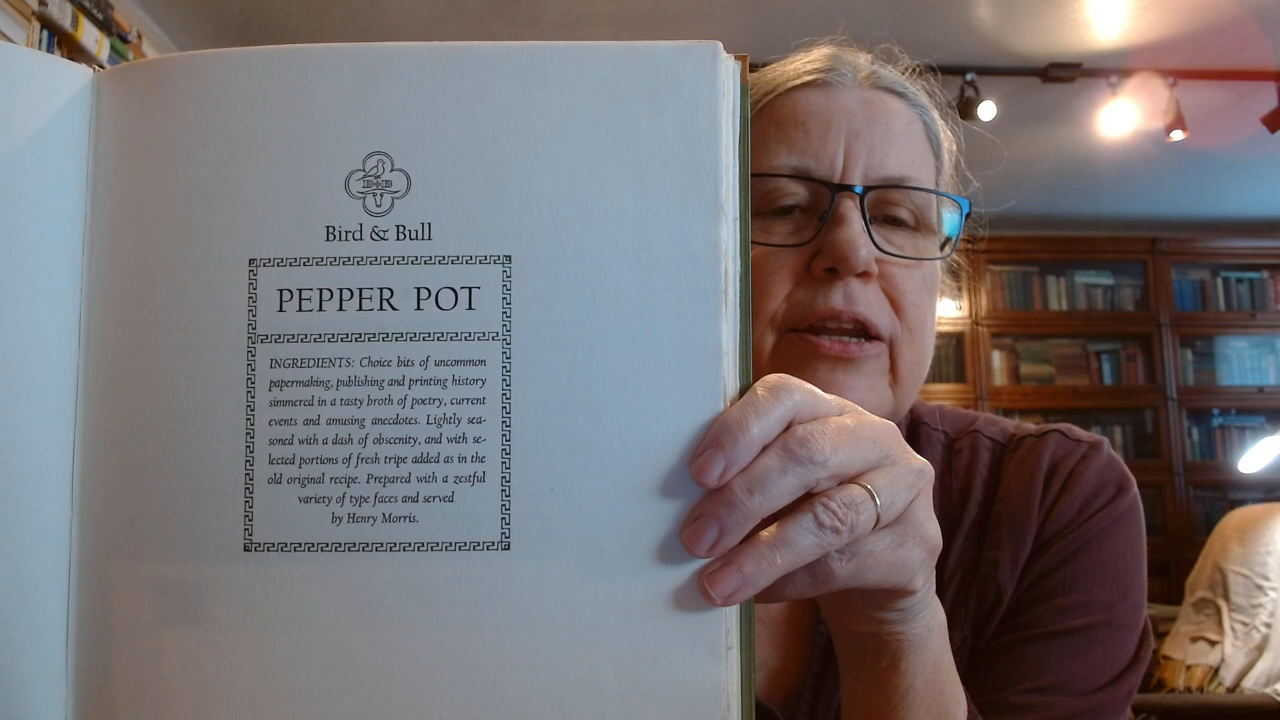 B&B
Bird & Bull
PEPPER POT
INGREDIENTS: Choice bits of uncommon
papermaking, publishing and printing history
simmered in a tasty broth of poetry, current
events and amusing anecdotes. Lightly sea-
soned with a dash of obscenity, and with se-
lected portions of fresh tripe added as in the
old original recipe. Prepared with a zestful
variety of type faces and served
by Henry Morris.